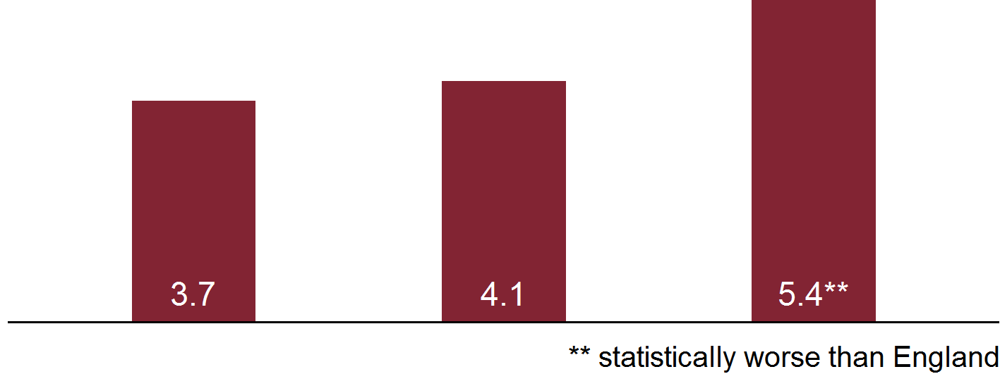 3.7 4.1 5.4**
** statistically worse than England